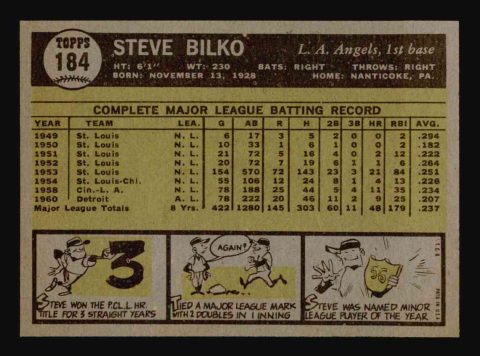 TOPPS
184
STEVE BILKO
L. A. Angels, 1st base
HT: 6'1" WT: 230 BATS: RIGHT THROWS: RIGHT
BORN: NOVEMBER 13, 1928 HOME: NANTICOKE, PA.
COMPLETE MAJOR LEAGUE BATTING RECORD
YEAR TEAM LEA. G AB R H 2B 3B HR RBI AVG.
1949 St. Louis N. L. 6 17 3 5 2 0 0 2 .294
1950 St. Louis N. L. 10 33 1 6 1 0 0 2 .182
1951 St. Louis N. L. 21 72 5 16 4 0 2 12 .222
1952 St. Louis N. L. 20 72 7 19 6 1 1 6 .264
1953 St. Louis N. L. 154 570 72 143 23 3 21 84 .251
1954 St. Louis-Chi. N. L. 55 106 12 24 8 1 4 13 .226
1958 Cin.-L. A. N. L. 78 188 25 44 5 4 11 35 .234
1960 Detroit A. L. 78 222 20 46 11 2 9 25 .207
Major League Totals 8 Yrs. 422 1280 145 303 60 11 48 179 .237
3
STEVE WON THE P.C.L. HR.
TITLE FOR 3 STRAIGHT YEARS
AGAIN?
TIED A MAJOR LEAGUE MARK
WITH 2 DOUBLES IN 1 INNING
STEVE WAS NAMED MINOR
LEAGUE PLAYER OF THE YEAR.